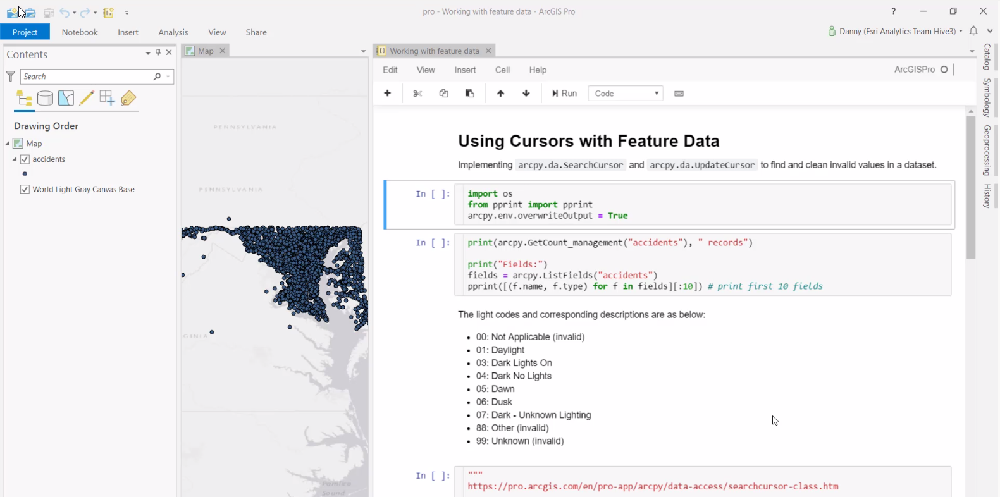 pro - Working with feature data - ArcGIS Pro
?
Project
Notebook
Insert
Analysis
View
Share
Danny (Esri Analytics Team Hive3)
Contents
Search
Drawing Order
Map
accidents
World Light Gray Canvas Base
Map
PENNSYLVANIA
PENNSYLVANIA
GINIA
Pamlico
Sound
Working with feature data
Edit
View
Insert
Cell
Help
ArcGISPro
Run
Code
Using Cursors with Feature Data
Implementing arcpy.da.SearchCursor and arcpy.da.UpdateCursor to find and clean invalid values in a dataset.
In [ ]:
import os
from pprint import pprint
arcpy.env.overwriteOutput = True
In [ ]:
print(arcpy.GetCount_management("accidents"), " records")
print("Fields:")
fields = arcpy.ListFields("accidents")
pprint([(f.name, f.type) for f in fields][:10]) # print first 10 fields
The light codes and corresponding descriptions are as below:
• 00: Not Applicable (invalid)
• 01: Daylight
• 03: Dark Lights On
• 04: Dark No Lights
• 05: Dawn
• 06: Dusk
• 07: Dark - Unknown Lighting
• 88: Other (invalid)
• 99: Unknown (invalid)
In [ ]:
"""
https://pro.arcgis.com/en/pro-app/arcpy/data-access/searchcursor-class.htm
Catalog
Symbology
Geoprocessing
History